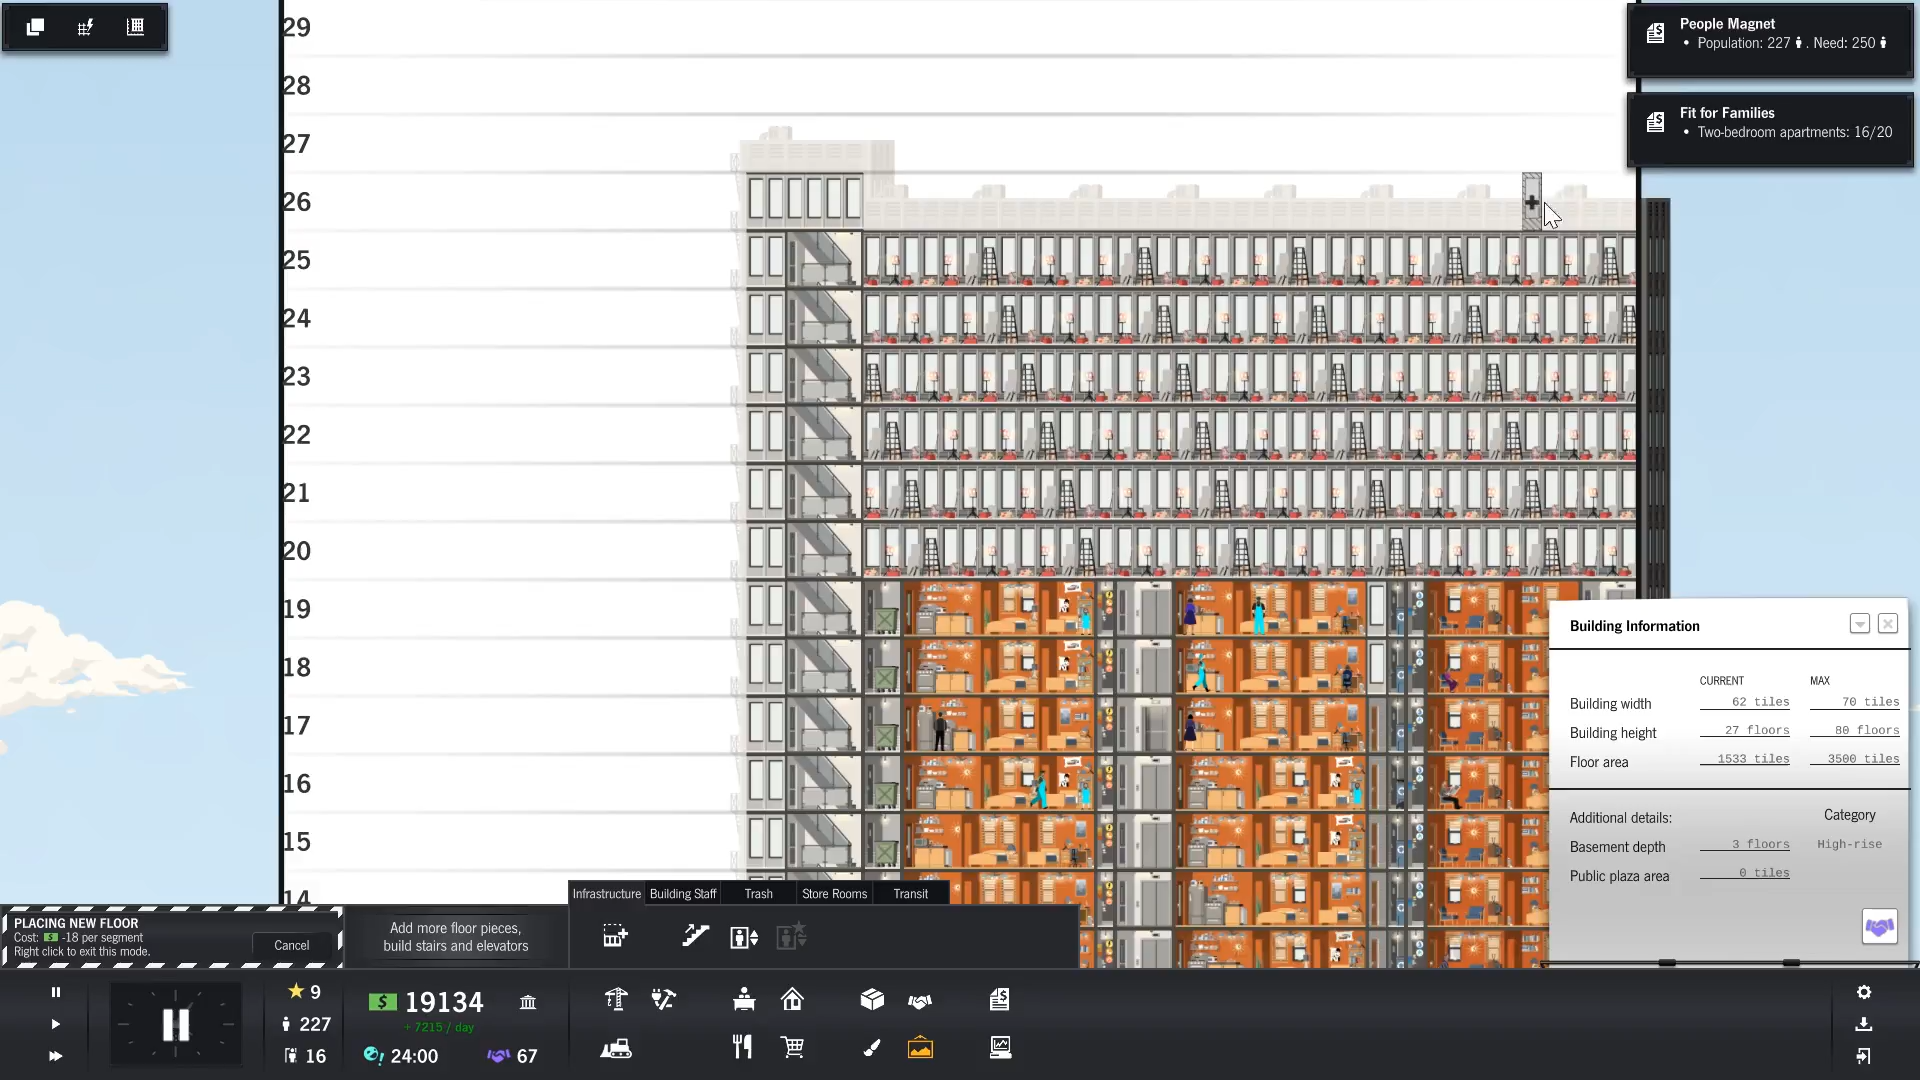 29
28
27
26
25
24
23
22
21
20
19
18
17
16
15
14
People Magnet
• Population: 227 . Need: 250
Fit for Families
• Two-bedroom apartments: 16/20
Building Information
CURRENT MAX
Building width 62 tiles 70 tiles
Building height 27 floors 80 floors
Floor area 1533 tiles 3500 tiles
Additional details: Category
Basement depth 3 floors High-rise
Public plaza area 0 tiles
Infrastructure Building Staff Trash Store Rooms Transit
PLACING NEW FLOOR
Cost: $ -18 per segment
Right click to exit this mode.
Cancel
Add more floor pieces,
build stairs and elevators
9
227
16
$ 19134
+ 7215 / day
24:00
67